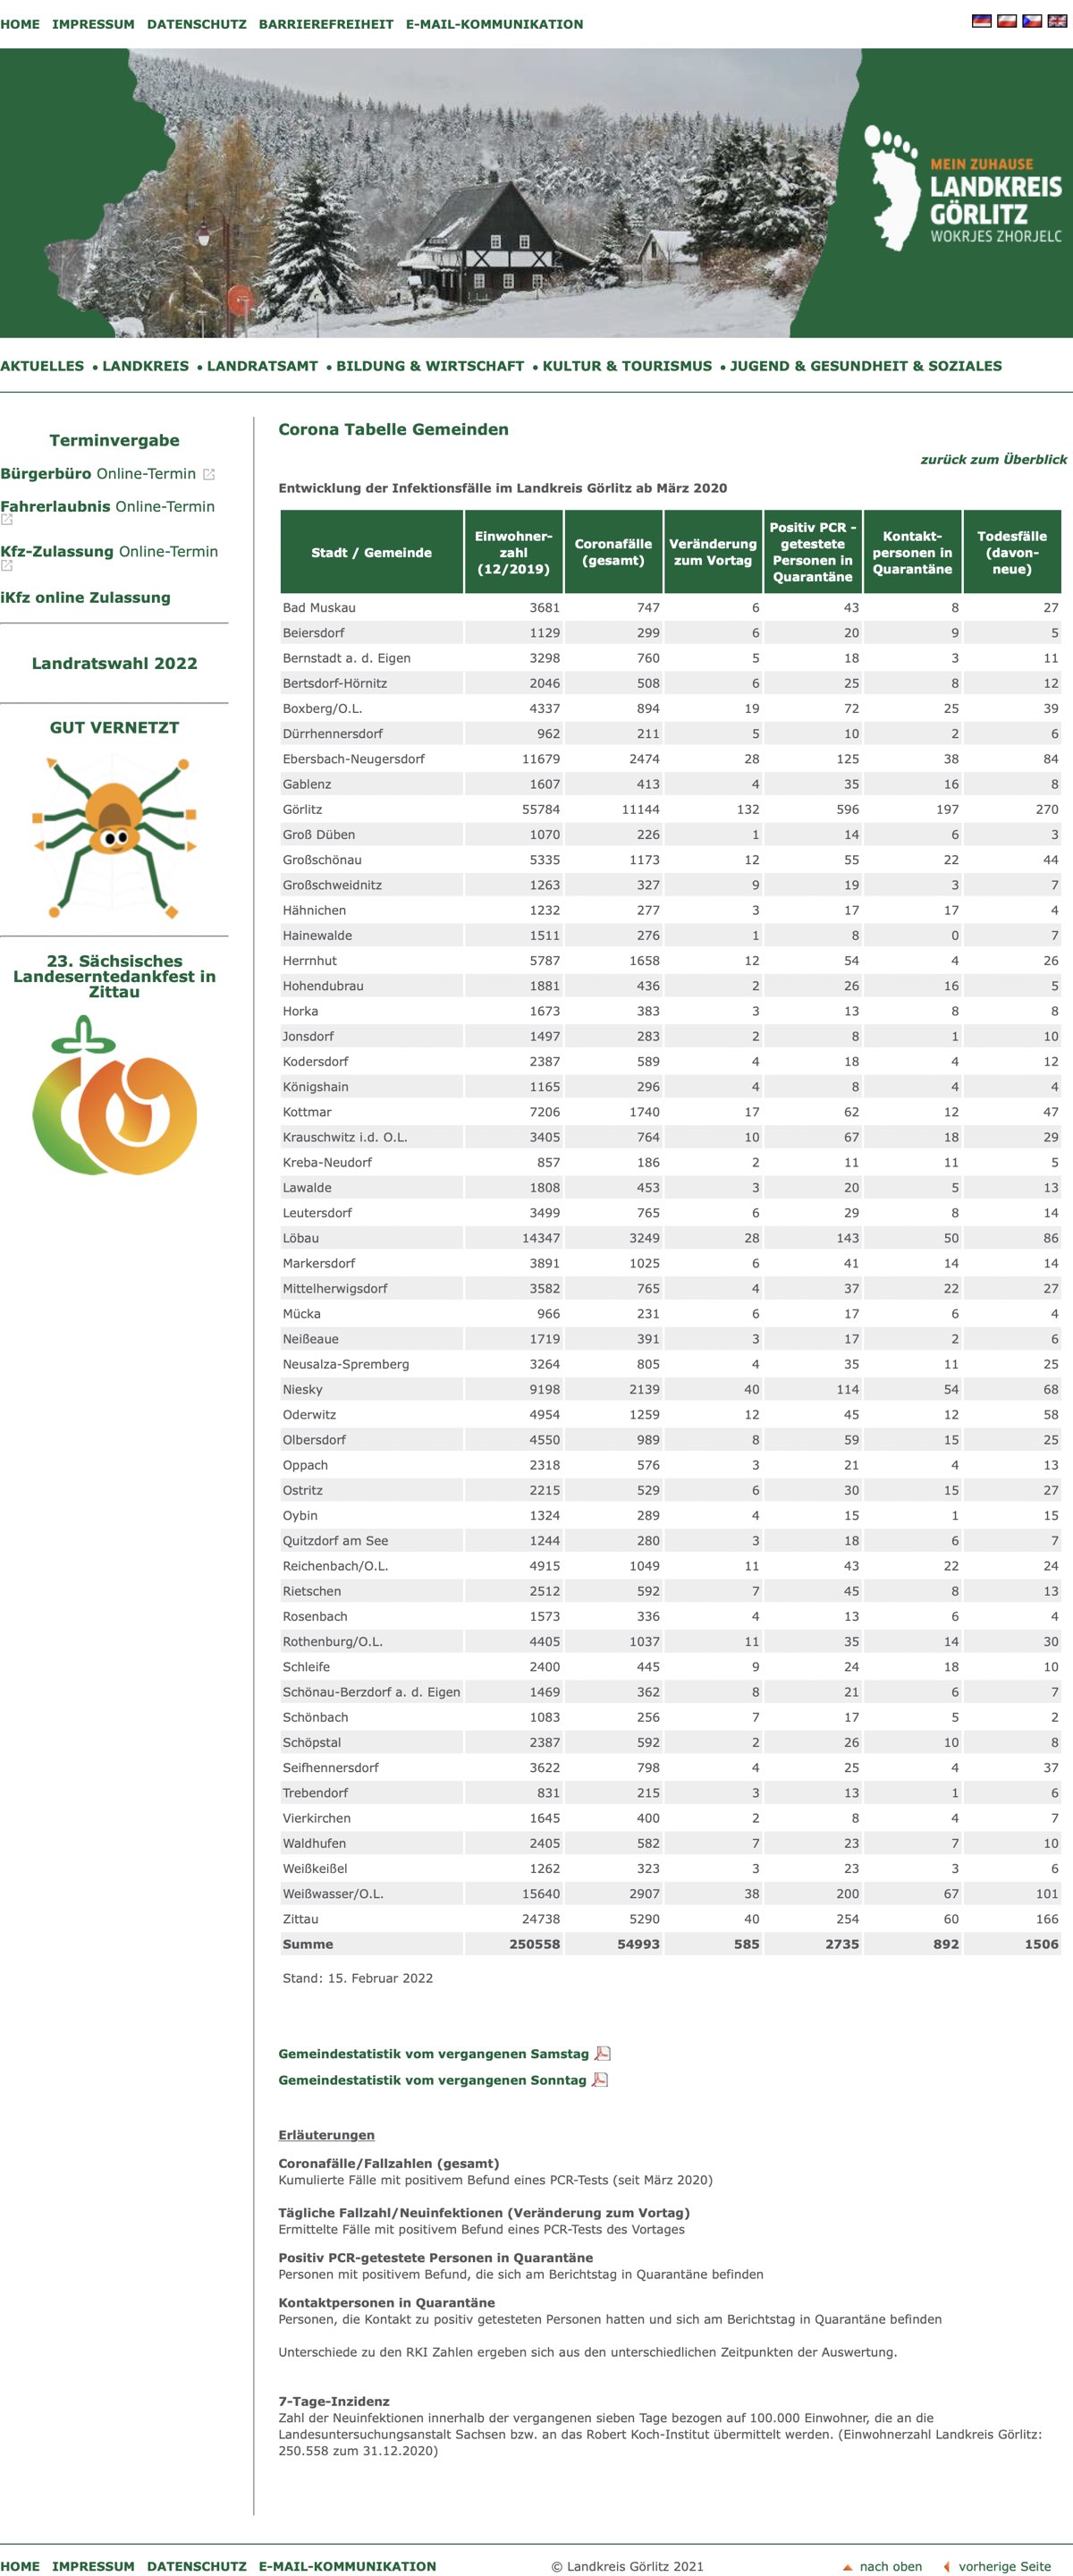 HOME IMPRESSUM DATENSCHUTZ BARRIEREFREIHEIT E-MAIL-KOMMUNIKATION
MEIN ZUHAUSE
LANDKREIS
GÖRLITZ
WOKRJES ZHORJELC
AKTUELLES • LANDKREIS • LANDRATSAMT • BILDUNG & WIRTSCHAFT • KULTUR & TOURISMUS • JUGEND & GESUNDHEIT & SOZIALES
Terminvergabe
Bürgerbüro Online-Termin
Fahrerlaubnis Online-Termin
Kfz-Zulassung Online-Termin
iKfz online Zulassung
Landratswahl 2022
GUT VERNETZT
23. Sächsisches
Landeserntedankfest in
Zittau
Corona Tabelle Gemeinden
zurück zum Überblick
Entwicklung der Infektionsfälle im Landkreis Görlitz ab März 2020
Stadt / Gemeinde Einwohner-zahl (12/2019) Coronafälle (gesamt) Veränderung zum Vortag Positiv PCR - getestete Personen in Quarantäne Kontakt-personen in Quarantäne Todesfälle (davon-neue)
Bad Muskau 3681 747 6 43 8 27
Beiersdorf 1129 299 6 20 9 5
Bernstadt a. d. Eigen 3298 760 5 18 3 11
Bertsdorf-Hörnitz 2046 508 6 25 8 12
Boxberg/O.L. 4337 894 19 72 25 39
Dürrhennersdorf 962 211 5 10 2 6
Ebersbach-Neugersdorf 11679 2474 28 125 38 84
Gablenz 1607 413 4 35 16 8
Görlitz 55784 11144 132 596 197 270
Groß Düben 1070 226 1 14 6 3
Großschönau 5335 1173 12 55 22 44
Großschweidnitz 1263 327 9 19 3 7
Hähnichen 1232 277 3 17 17 4
Hainewalde 1511 276 1 8 0 7
Herrnhut 5787 1658 12 54 4 26
Hohendubrau 1881 436 2 26 16 5
Horka 1673 383 3 13 8 8
Jonsdorf 1497 283 2 8 1 10
Kodersdorf 2387 589 4 18 4 12
Königshain 1165 296 4 8 4 4
Kottmar 7206 1740 17 62 12 47
Krauschwitz i.d. O.L. 3405 764 10 67 18 29
Kreba-Neudorf 857 186 2 11 11 5
Lawalde 1808 453 3 20 5 13
Leutersdorf 3499 765 6 29 8 14
Löbau 14347 3249 28 143 50 86
Markersdorf 3891 1025 6 41 14 14
Mittelherwigsdorf 3582 765 4 37 22 27
Mücka 966 231 6 17 6 4
Neißeaue 1719 391 3 17 2 6
Neusalza-Spremberg 3264 805 4 35 11 25
Niesky 9198 2139 40 114 54 68
Oderwitz 4954 1259 12 45 12 58
Olbersdorf 4550 989 8 59 15 25
Oppach 2318 576 3 21 4 13
Ostritz 2215 529 6 30 15 27
Oybin 1324 289 4 15 1 15
Quitzdorf am See 1244 280 3 18 6 7
Reichenbach/O.L. 4915 1049 11 43 22 24
Rietschen 2512 592 7 45 8 13
Rosenbach 1573 336 4 13 6 4
Rothenburg/O.L. 4405 1037 11 35 14 30
Schleife 2400 445 9 24 18 10
Schönau-Berzdorf a. d. Eigen 1469 362 8 21 6 7
Schönbach 1083 256 7 17 5 2
Schöpstal 2387 592 2 26 10 8
Seifhennersdorf 3622 798 4 25 4 37
Trebendorf 831 215 3 13 1 6
Vierkirchen 1645 400 2 8 4 7
Waldhufen 2405 582 7 23 7 10
Weißkeißel 1262 323 3 23 3 6
Weißwasser/O.L. 15640 2907 38 200 67 101
Zittau 24738 5290 40 254 60 166
Summe 250558 54993 585 2735 892 1506
Stand: 15. Februar 2022
Gemeindestatistik vom vergangenen Samstag
Gemeindestatistik vom vergangenen Sonntag
Erläuterungen
Coronafälle/Fallzahlen (gesamt)
Kumulierte Fälle mit positivem Befund eines PCR-Tests (seit März 2020)
Tägliche Fallzahl/Neuinfektionen (Veränderung zum Vortag)
Ermittelte Fälle mit positivem Befund eines PCR-Tests des Vortages
Positiv PCR-getestete Personen in Quarantäne
Personen mit positivem Befund, die sich am Berichtstag in Quarantäne befinden
Kontaktpersonen in Quarantäne
Personen, die Kontakt zu positiv getesteten Personen hatten und sich am Berichtstag in Quarantäne befinden
Unterschiede zu den RKI Zahlen ergeben sich aus den unterschiedlichen Zeitpunkten der Auswertung.
7-Tage-Inzidenz
Zahl der Neuinfektionen innerhalb der vergangenen sieben Tage bezogen auf 100.000 Einwohner, die an die
Landesuntersuchungsanstalt Sachsen bzw. an das Robert Koch-Institut übermittelt werden. (Einwohnerzahl Landkreis Görlitz:
250.558 zum 31.12.2020)
HOME IMPRESSUM DATENSCHUTZ E-MAIL-KOMMUNIKATION © Landkreis Görlitz 2021 nach oben vorherige Seite